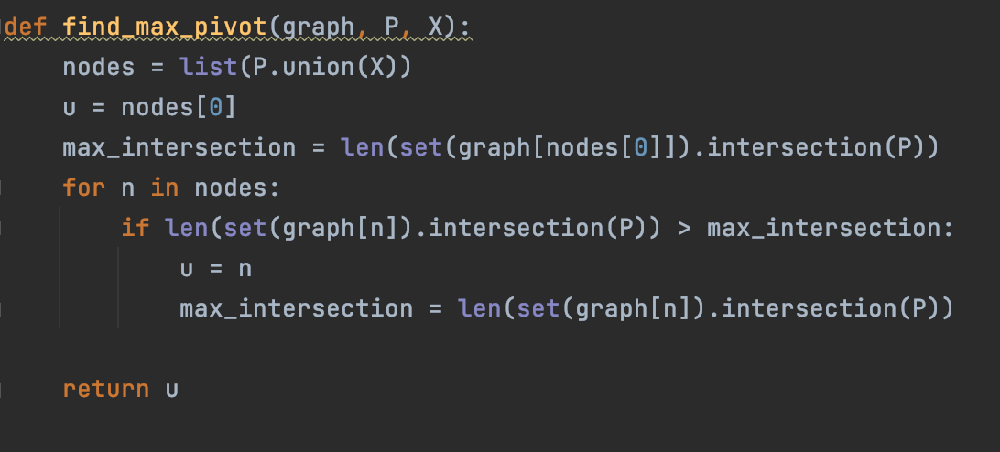 def find_max_pivot(graph, P, X):
    nodes = list(P.union(X))
    u = nodes[0]
    max_intersection = len(set(graph[nodes[0]]).intersection(P))
    for n in nodes:
        if len(set(graph[n]).intersection(P)) > max_intersection:
            u = n
            max_intersection = len(set(graph[n]).intersection(P))
    return u